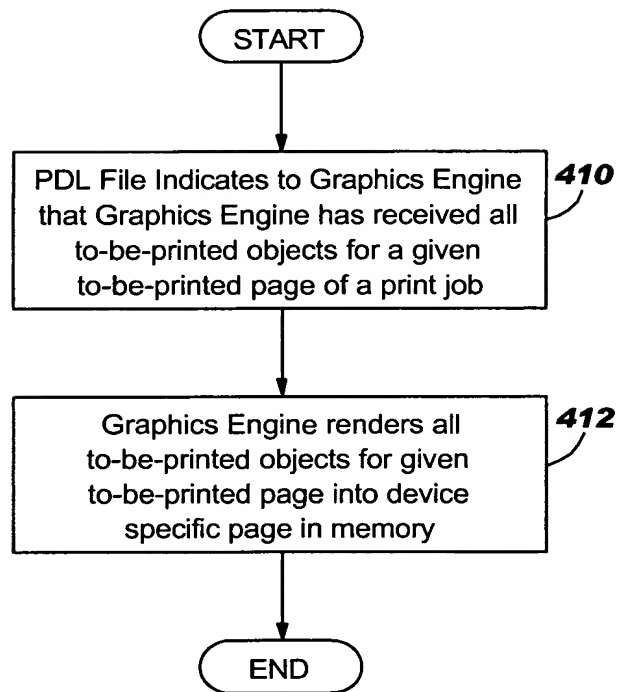 START
PDL File Indicates to Graphics Engine
that Graphics Engine has received all
to-be-printed objects for a given
to-be-printed page of a print job
410
Graphics Engine renders all
to-be-printed objects for given
to-be-printed page into device
specific page in memory
412
END